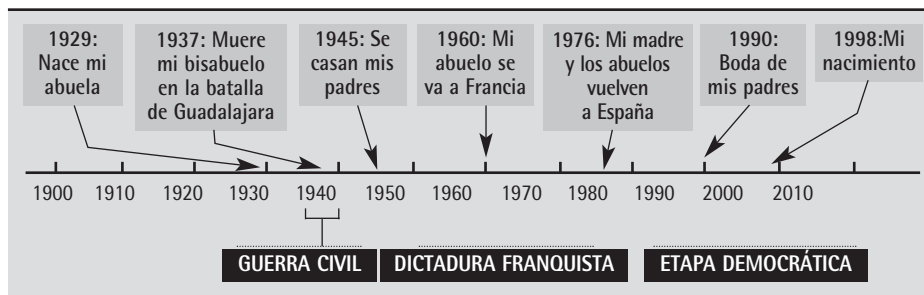 1929:
Nace mi
abuela
1937: Muere
mi bisabuelo
en la batalla
de Guadalajara
1945: Se
casan mis
padres
1960: Mi
abuelo se
va a Francia
1976: Mi madre
y los abuelos
vuelven
a España
1990:
Boda de
mis padres
1998:Mi
nacimiento
1900 1910 1920 1930 1940 1950 1960 1970 1980 1990 2000 2010
GUERRA CIVIL DICTADURA FRANQUISTA ETAPA DEMOCRÁTICA